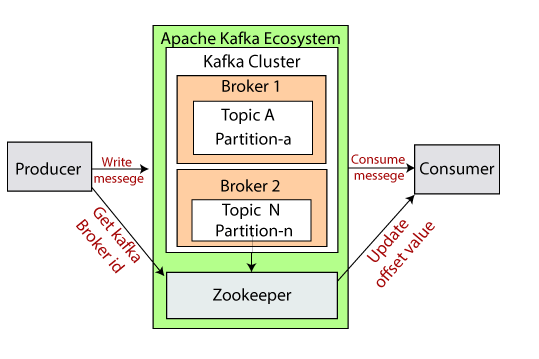 Apache Kafka Ecosystem
Kafka Cluster
Broker 1
Topic A
Partition-a
Producer
Write
messege
Consume
messege
Consumer
Broker 2
Topic N
Partition-n
Get kafka
Broker id
Update
offset value
Zookeeper